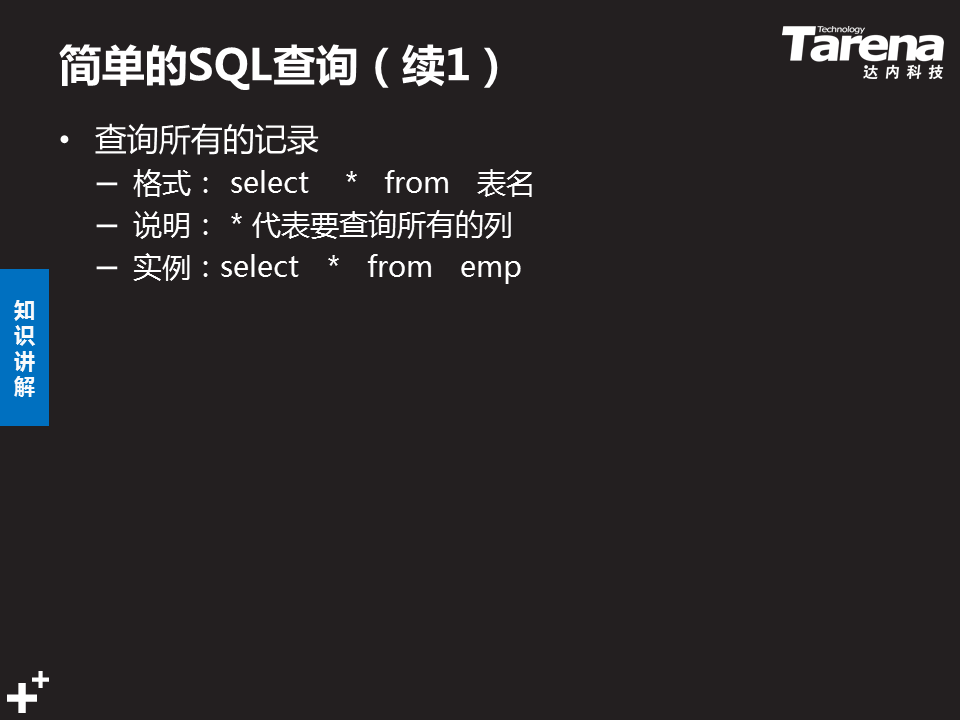 简单的SQL查询（续1）
Technology
Tarena
达内科技
• 查询所有的记录
– 格式： select * from 表名
– 说明： * 代表要查询所有的列
– 实例：select * from emp
知
识
讲
解